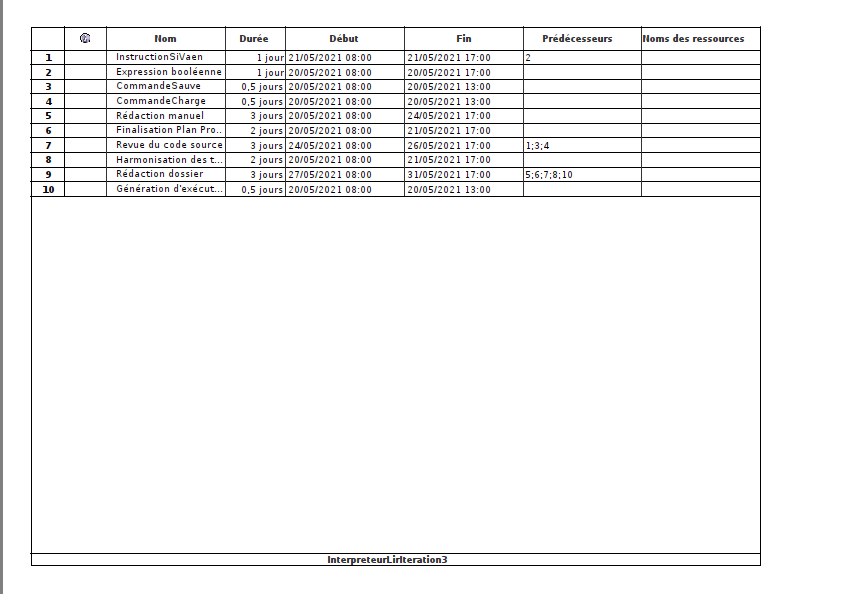 Nom Durée Début Fin Prédécesseurs Noms des ressources
1 InstructionSiVaen 1 jour 21/05/2021 08:00 21/05/2021 17:00 2
2 Expression booléenne 1 jour 20/05/2021 08:00 20/05/2021 17:00
3 CommandeSauve 0,5 jours 20/05/2021 08:00 20/05/2021 13:00
4 CommandeCharge 0,5 jours 20/05/2021 08:00 20/05/2021 13:00
5 Rédaction manuel 3 jours 20/05/2021 08:00 24/05/2021 17:00
6 Finalisation Plan Pro... 2 jours 20/05/2021 08:00 21/05/2021 17:00
7 Revue du code source 3 jours 24/05/2021 08:00 26/05/2021 17:00 1;3;4
8 Harmonisation des t... 2 jours 20/05/2021 08:00 21/05/2021 17:00
9 Rédaction dossier 3 jours 27/05/2021 08:00 31/05/2021 17:00 5;6;7;8;10
10 Génération d'exécut... 0,5 jours 20/05/2021 08:00 20/05/2021 13:00
InterpreteurLirIteration3